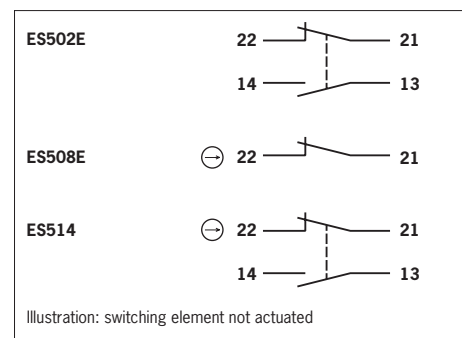 ES502E 22 21
14 13
ES508E 22 21
ES514 22 21
14 13
Illustration: switching element not actuated